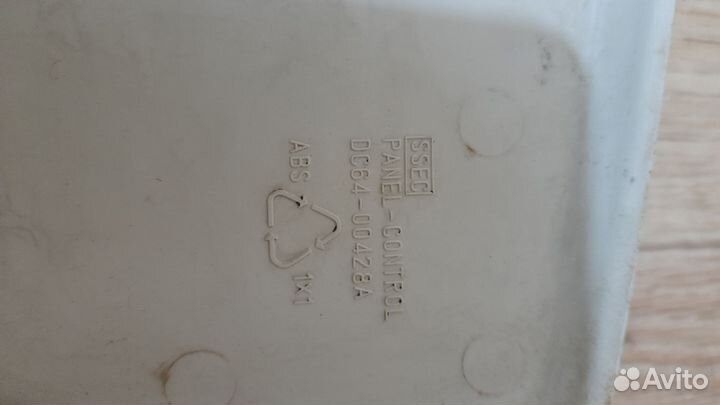 SSEC
PANEL-CONTROL
DC64-00428A
ABS 1X1
Avito